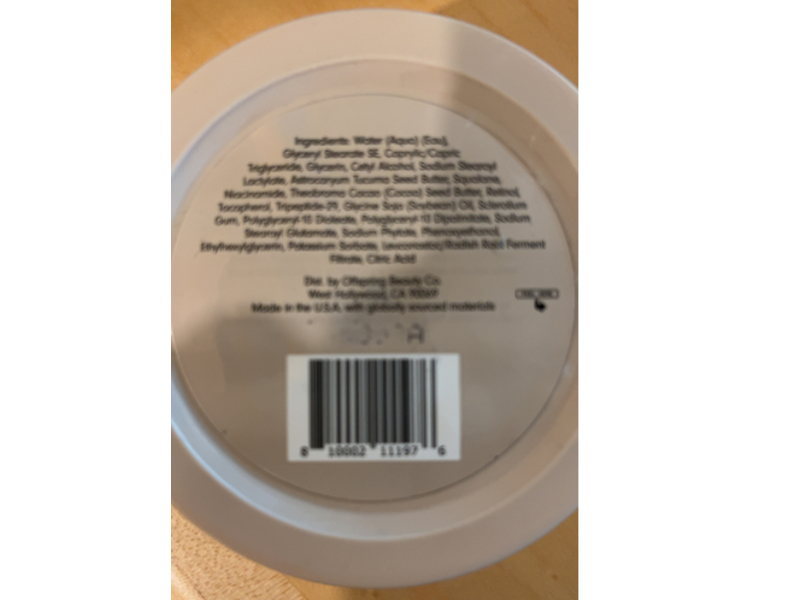 Ingredients: Water (Aqua) (Eau),
Glyceryl Stearate SE, Caprylic/Capric
Triglyceride, Glycerin, Cetyl Alcohol, Sodium Stearoyl
Lactylate, Astrocaryum Tucuma Seed Butter, Squalane,
Niacinamide, Theobroma Cacao (Cocoa) Seed Butter, Retinol,
Tocopherol, Tripeptide-29, Glycine Soja (Soybean) Oil, Sclerotium
Gum, Polyglyceryl-10 Dioleate, Polyglyceryl-10 Dipalmitate, Sodium
Stearoyl Glutamate, Sodium Phytate, Phenoxyethanol,
Ethylhexylglycerin, Potassium Sorbate, Leuconostoc/Radish Root Ferment
Filtrate, Citric Acid
Dist. by Offspring Beauty Co.
West Hollywood, CA 90069
Made in the U.S.A. with globally sourced materials
8 10002 11197 6